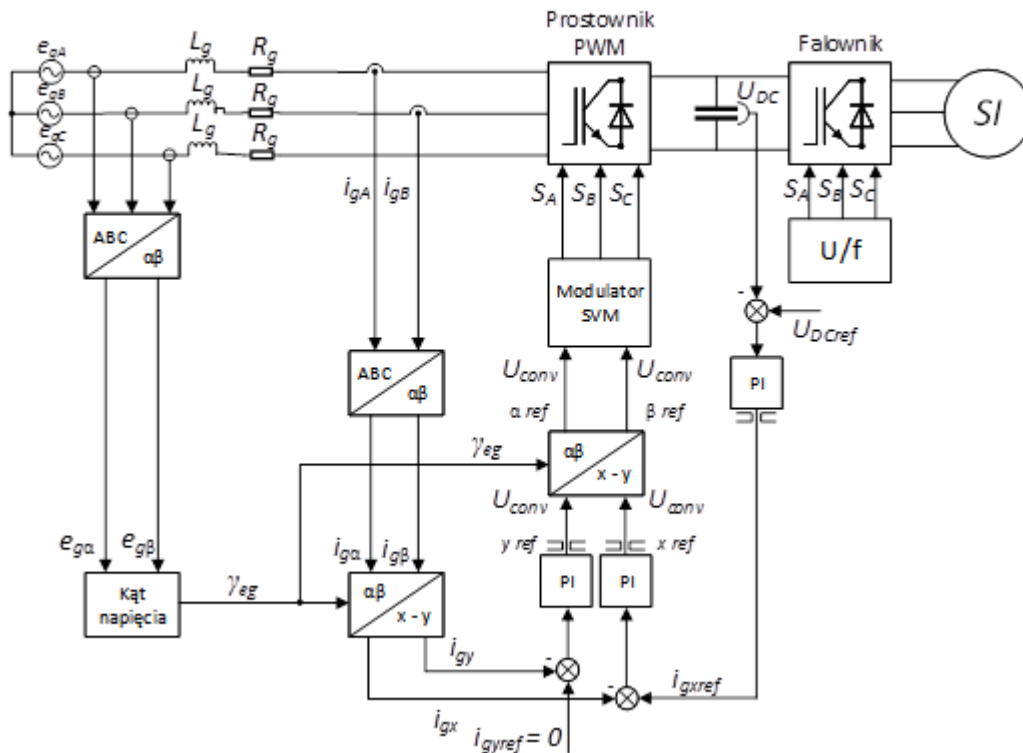 Prostownik
PWM
Falownik
e_gA
L_g
R_g
e_gB
L_g
R_g
e_gC
L_g
R_g
U_DC
SI
i_gA
i_gB
S_A
S_B
S_C
S_A
S_B
S_C
ABC
αβ
U/f
Modulator
SVM
-
U_DCref
ABC
αβ
U_conv
α ref
U_conv
β ref
PI
γ_eg
αβ
x - y
U_conv
y ref
U_conv
x ref
e_gα
e_gβ
i_gα
i_gβ
PI
PI
Kąt
napięcia
γ_eg
αβ
x - y
i_gy
-
-
i_gxref
i_gx
i_gyref = 0